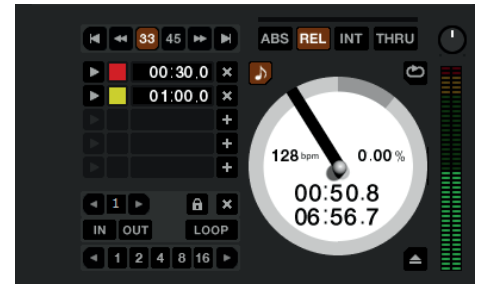 33 45
ABS REL INT THRU
00:30.0
01:00.0
128 bpm 0.00 %
00:50.8
06:56.7
1
IN OUT LOOP
1 2 4 8 16